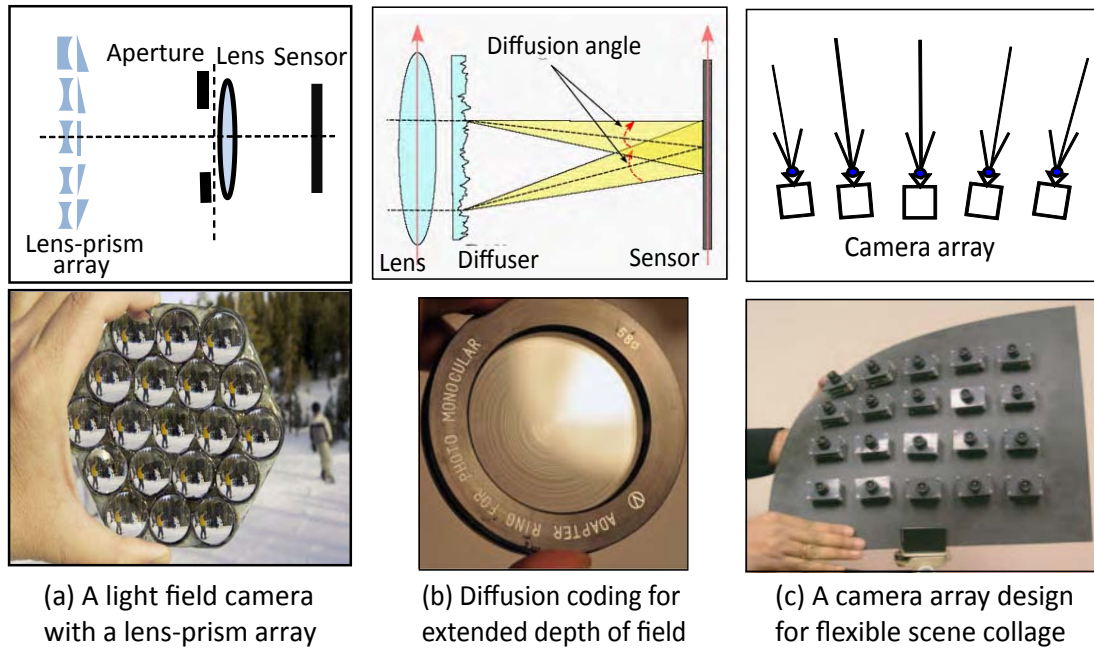 Aperture
Lens
Sensor
Lens-prism
array
Diffusion angle
Lens
Diffuser
Sensor
Camera array
58⌀
ADAPTER RING FOR PHOTO MONOCULAR
(a) A light field camera
with a lens-prism array
(b) Diffusion coding for
extended depth of field
(c) A camera array design
for flexible scene collage